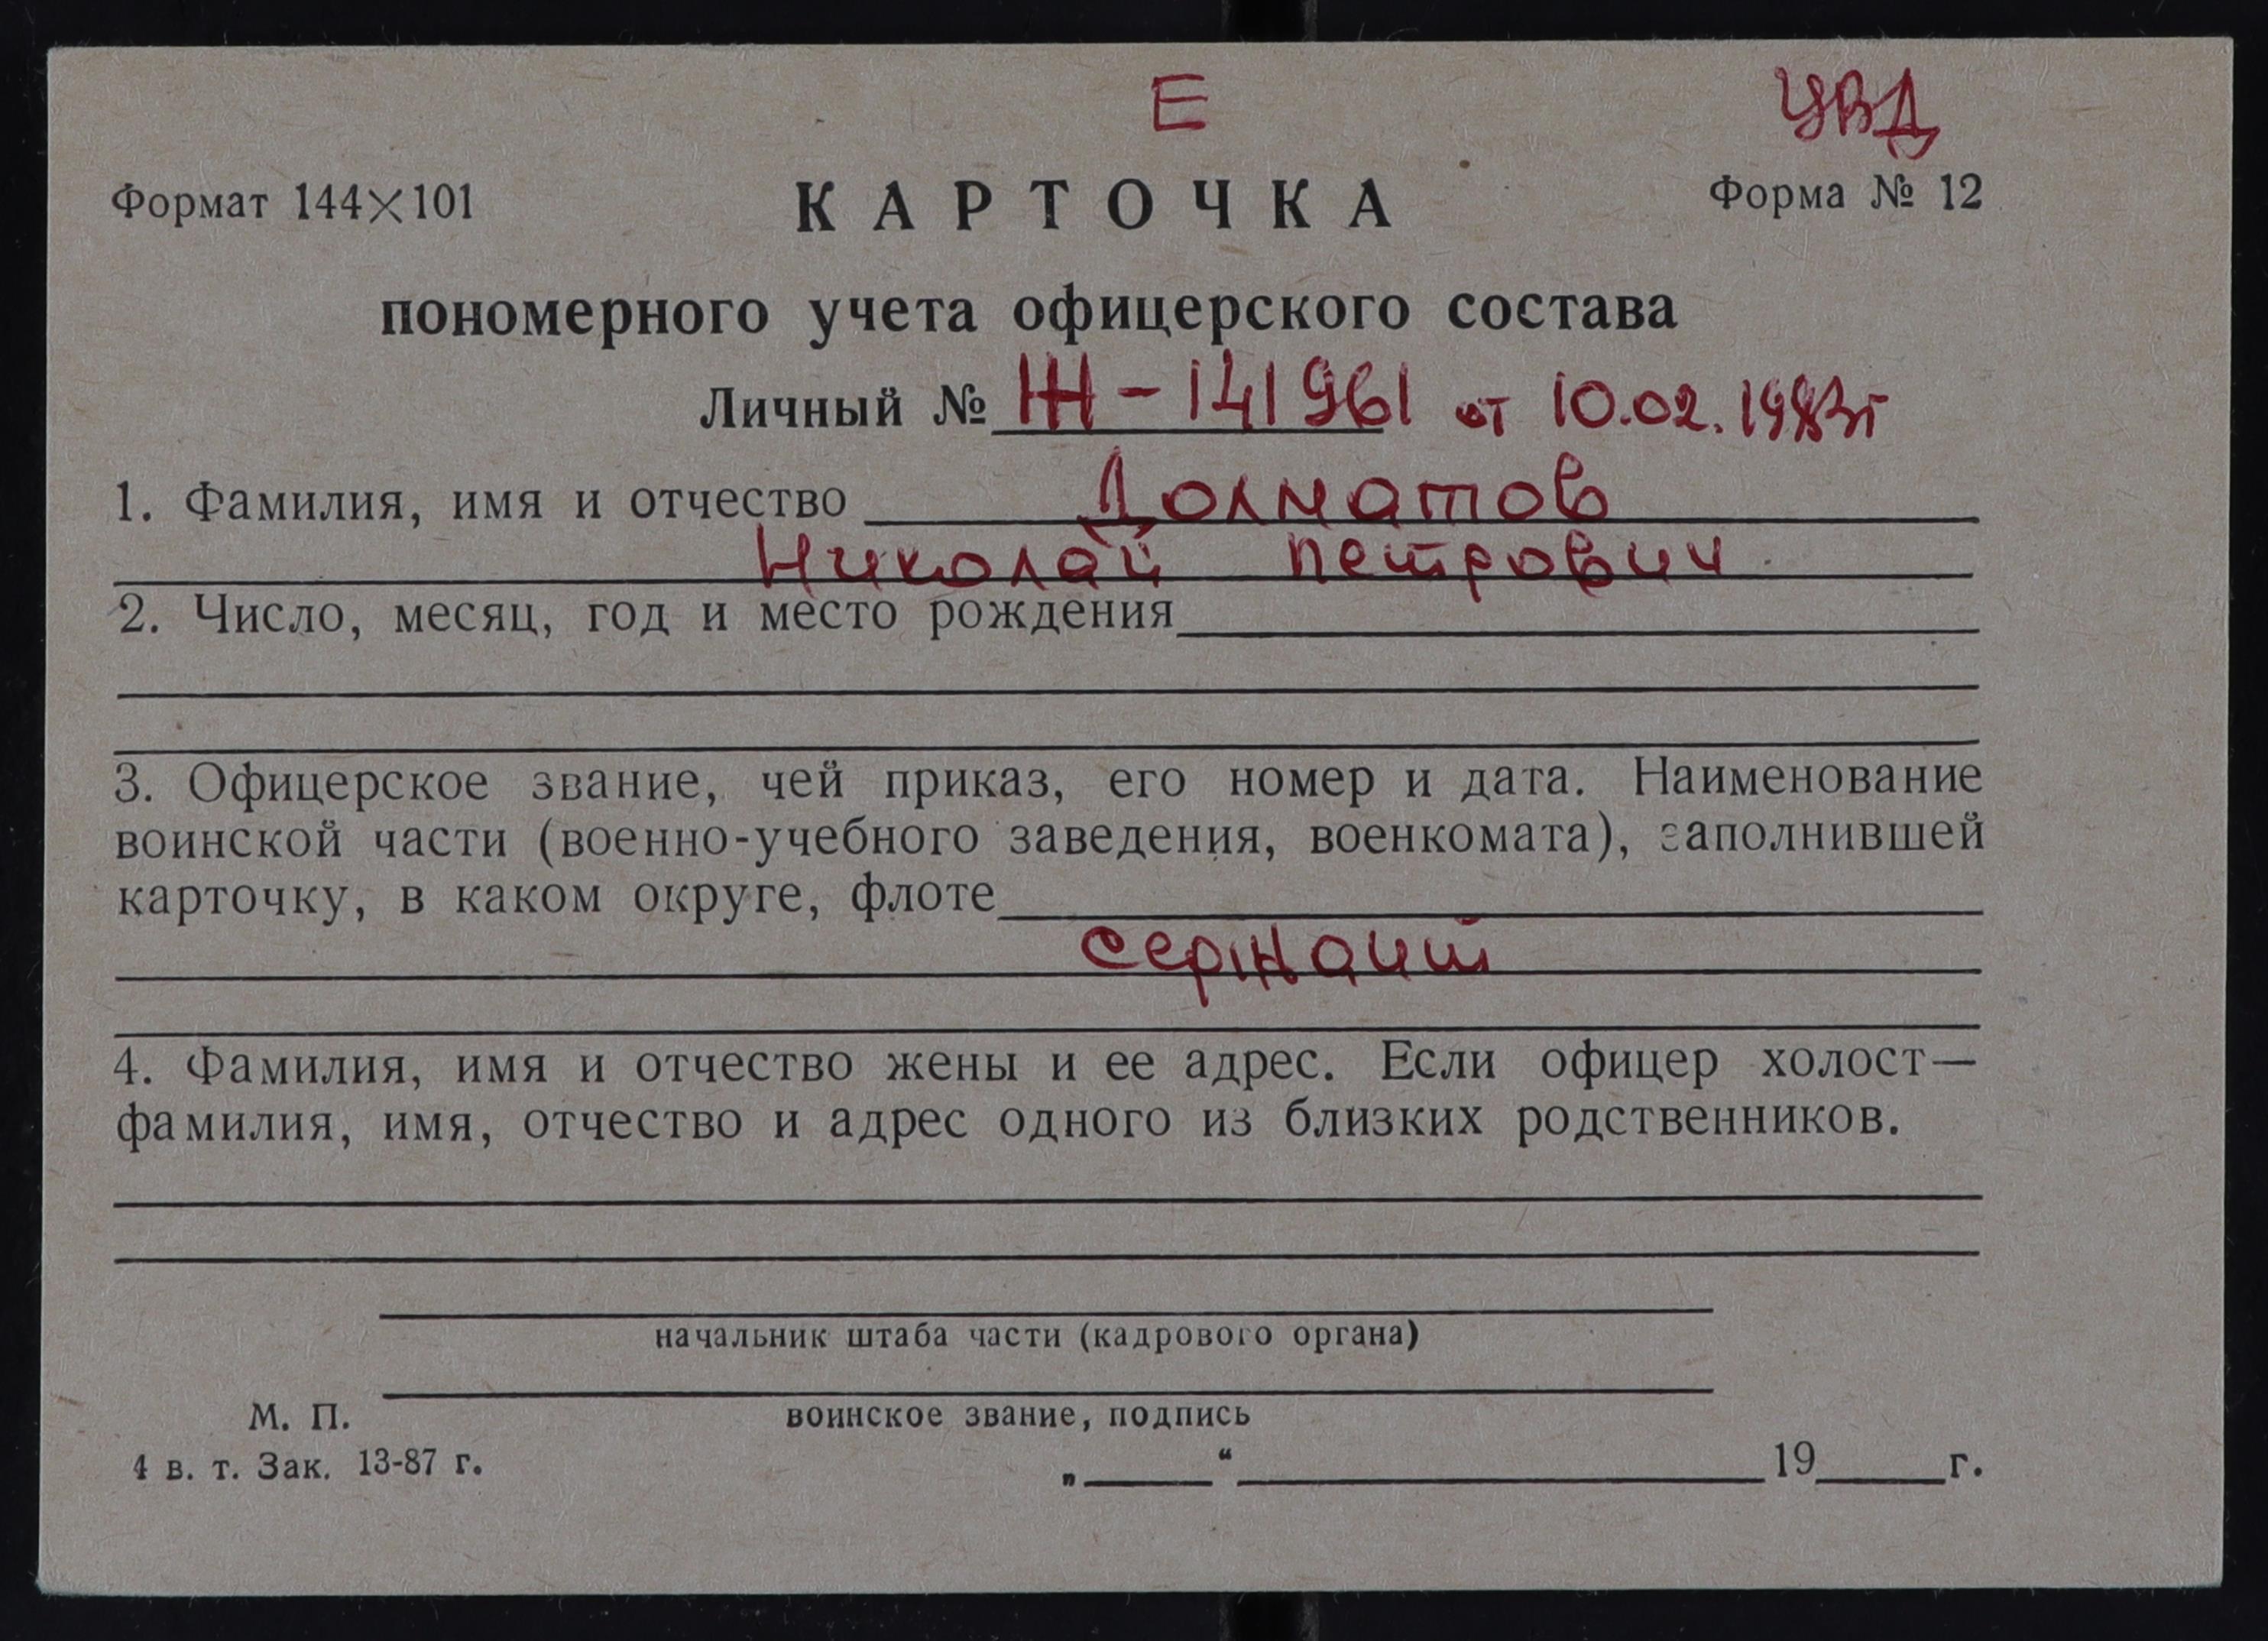 Е
УВД
Формат 144×101
КАРТОЧКА
Форма № 12
пономерного учета офицерского состава
Личный № Ж-141961 от 10.02.1983г
1. Фамилия, имя и отчество Долматов
Николай Петрович
2. Число, месяц, год и место рождения
3. Офицерское звание, чей приказ, его номер и дата. Наименование
воинской части (военно-учебного заведения, военкомата), заполнившей
карточку, в каком округе, флоте
сержант
4. Фамилия, имя и отчество жены и ее адрес. Если офицер холост—
фамилия, имя, отчество и адрес одного из близких родственников.
начальник штаба части (кадрового органа)
М. П.
воинское звание, подпись
4 в. т. Зак. 13-87 г.
„ “ 19 г.